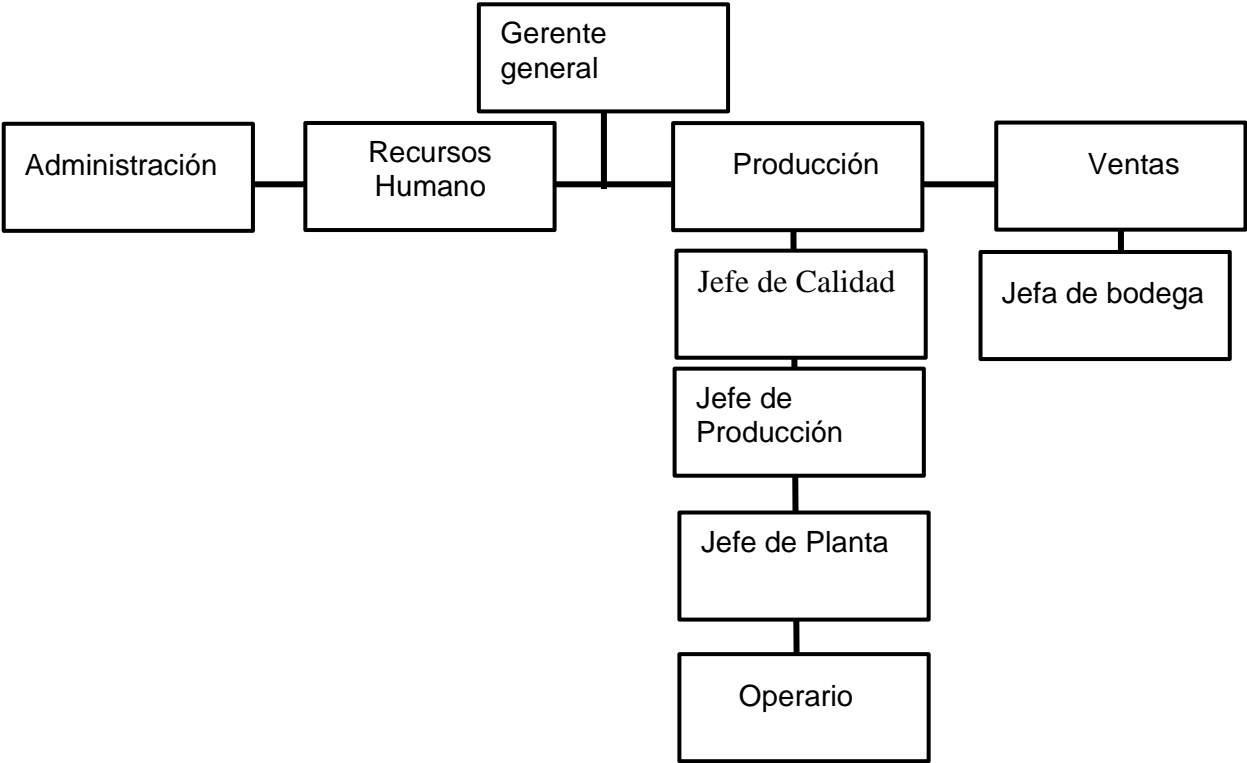 Gerente
general
Administración
Recursos
Humano
Producción
Ventas
Jefe de Calidad
Jefa de bodega
Jefe de
Producción
Jefe de Planta
Operario